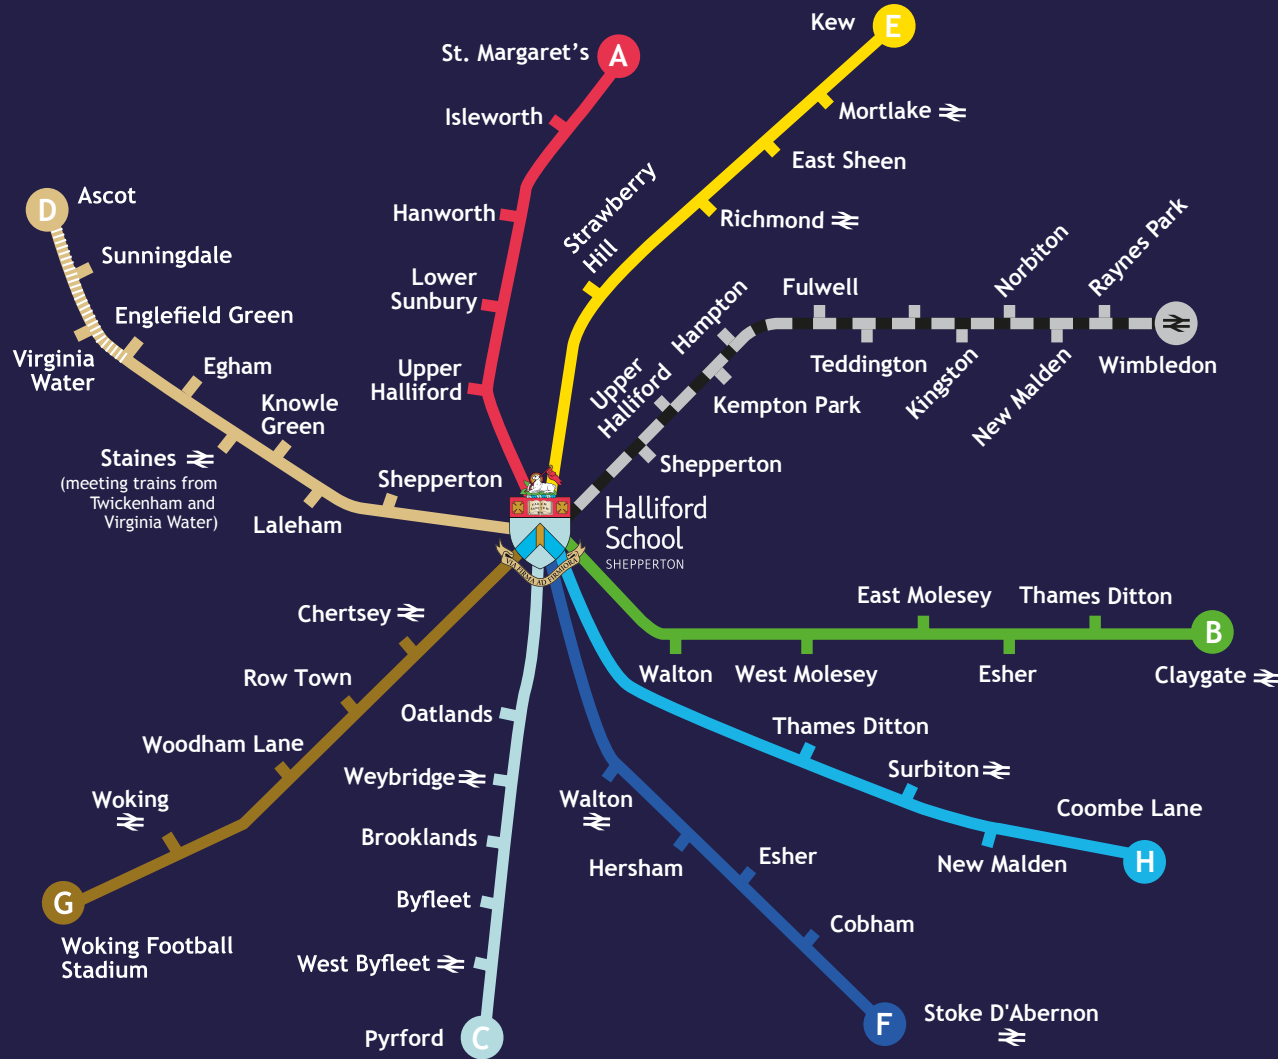 Kew
E
St. Margaret's
A
Mortlake
Isleworth
East Sheen
Strawberry
Hill
Richmond
D
Ascot
Hanworth
Sunningdale
Lower
Sunbury
Englefield Green
Virginia
Water
Egham
Upper
Halliford
Knowle
Green
Staines
(meeting trains from
Twickenham and
Virginia Water)
Laleham
Shepperton
Hampton
Fulwell
Norbiton
Raynes Park
Teddington
Kingston
New Malden
Wimbledon
Upper
Halliford
Kempton Park
Shepperton
Halliford
School
SHEPPERTON
VIA FIRMA AD FIRMIORA
East Molesey
Thames Ditton
B
Walton
West Molesey
Esher
Claygate
Chertsey
Row Town
Woodham Lane
Woking
G
Woking Football
Stadium
Oatlands
Weybridge
Brooklands
Byfleet
West Byfleet
Pyrford
C
Thames Ditton
Surbiton
Coombe Lane
New Malden
H
Walton
Hersham
Esher
Cobham
F
Stoke D'Abernon